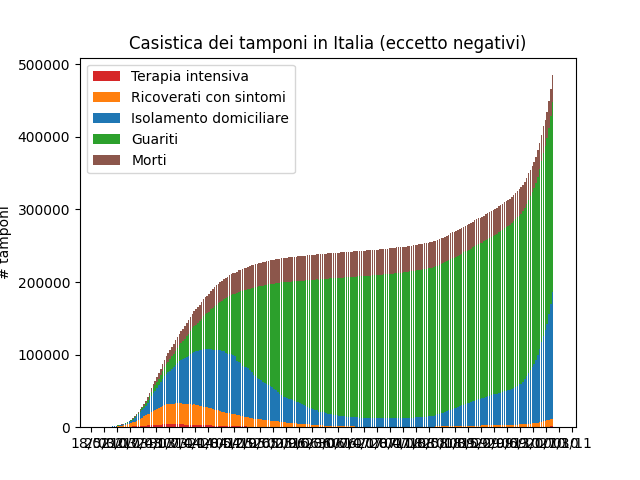 Casistica dei tamponi in Italia (eccetto negativi)
Terapia intensiva
Ricoverati con sintomi
Isolamento domiciliare
Guariti
Morti
500000
400000
300000
200000
100000
0
# tamponi